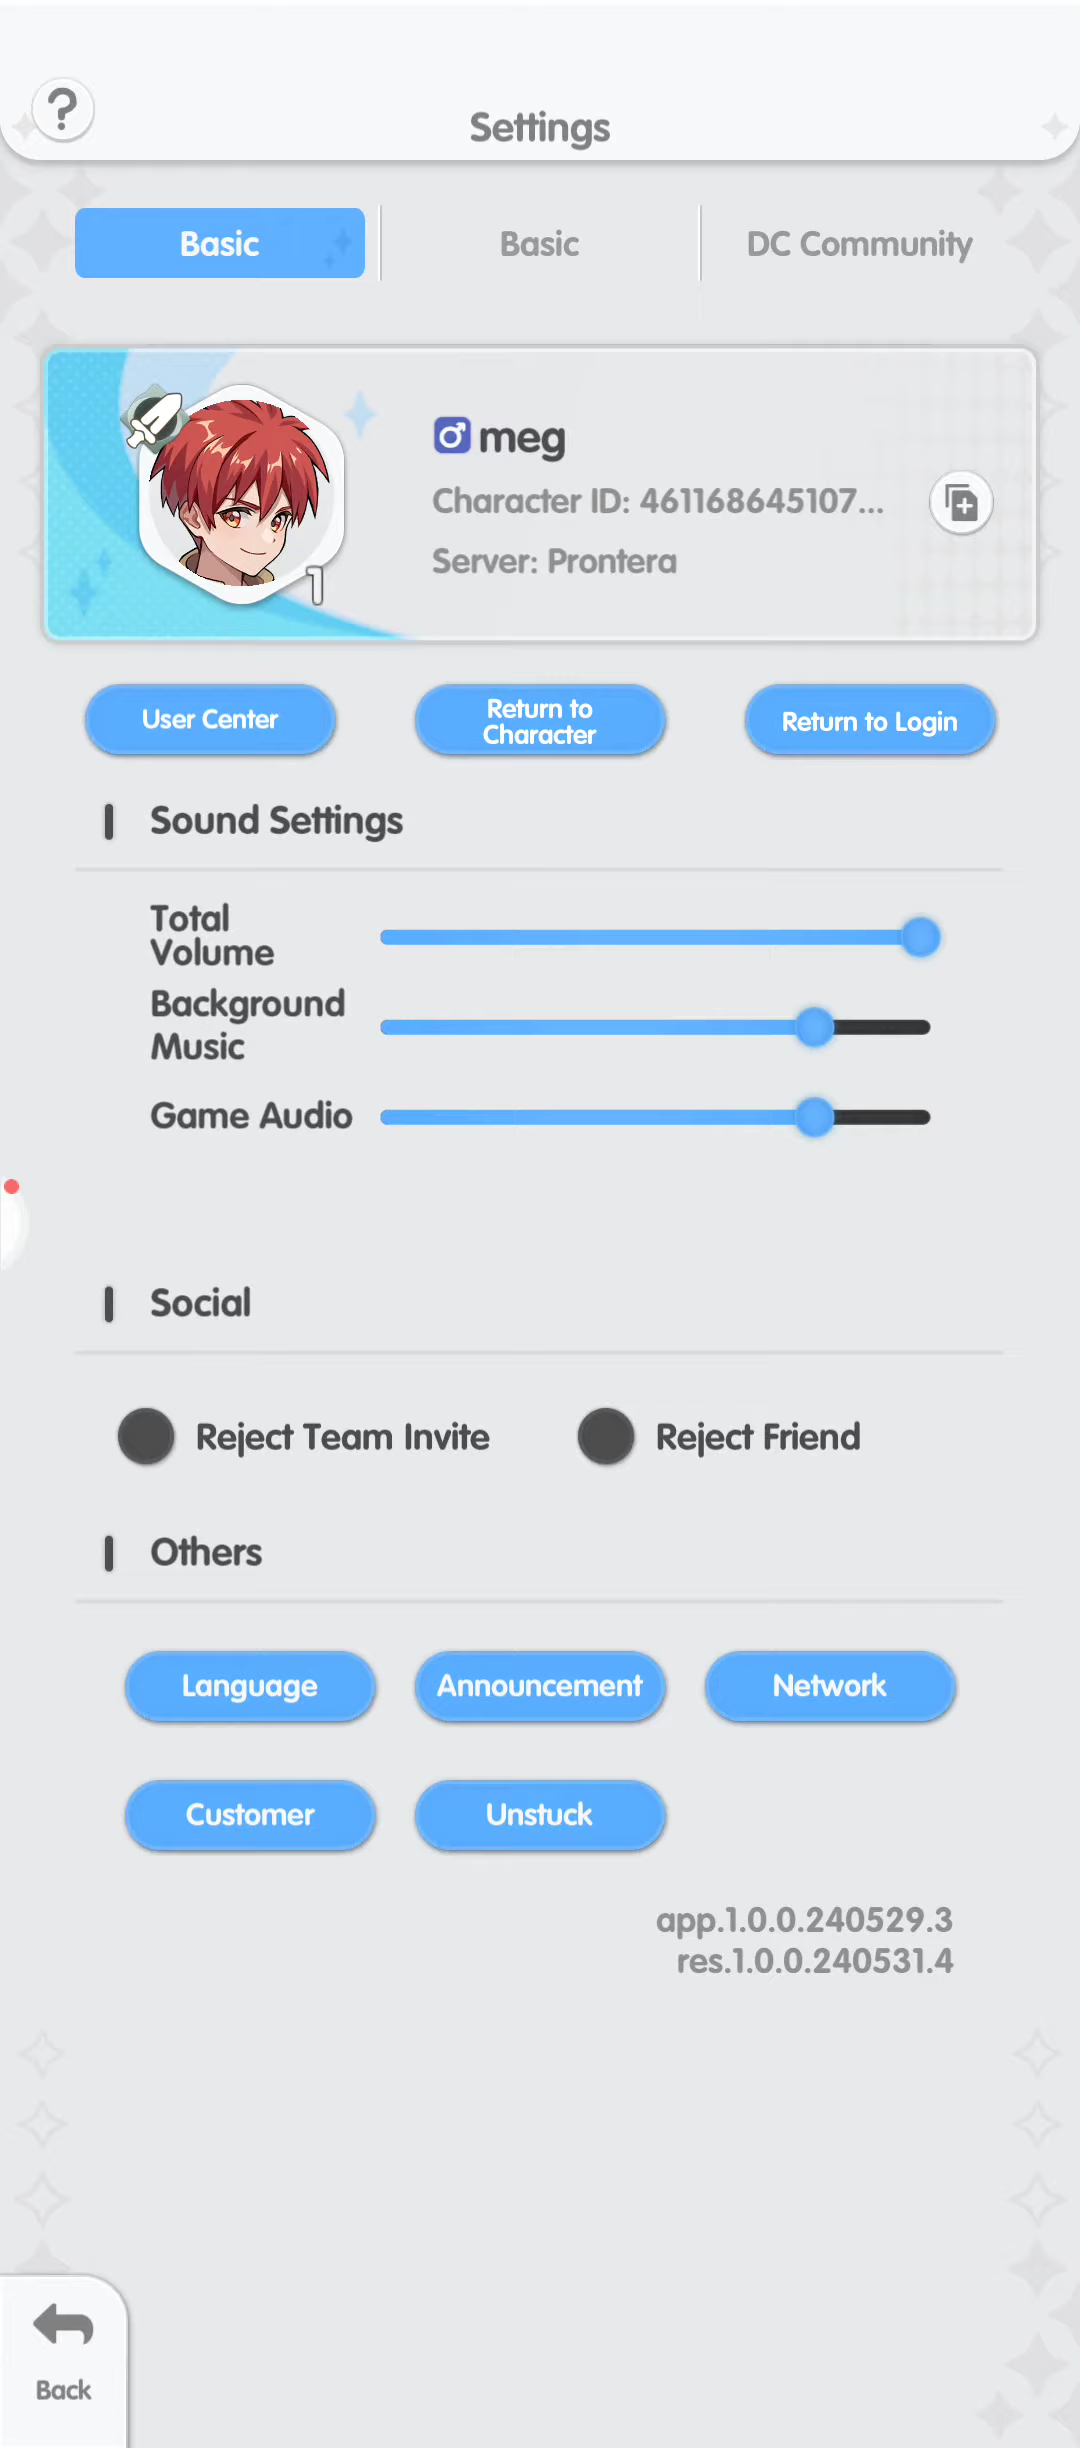 ?
Settings
Basic
Basic
DC Community
meg
Character ID: 461168645107...
Server: Prontera
1
User Center
Return to
Character
Return to Login
Sound Settings
Total
Volume
Background
Music
Game Audio
Social
Reject Team Invite
Reject Friend
Others
Language
Announcement
Network
Customer
Unstuck
app.1.0.0.240529.3
res.1.0.0.240531.4
Back